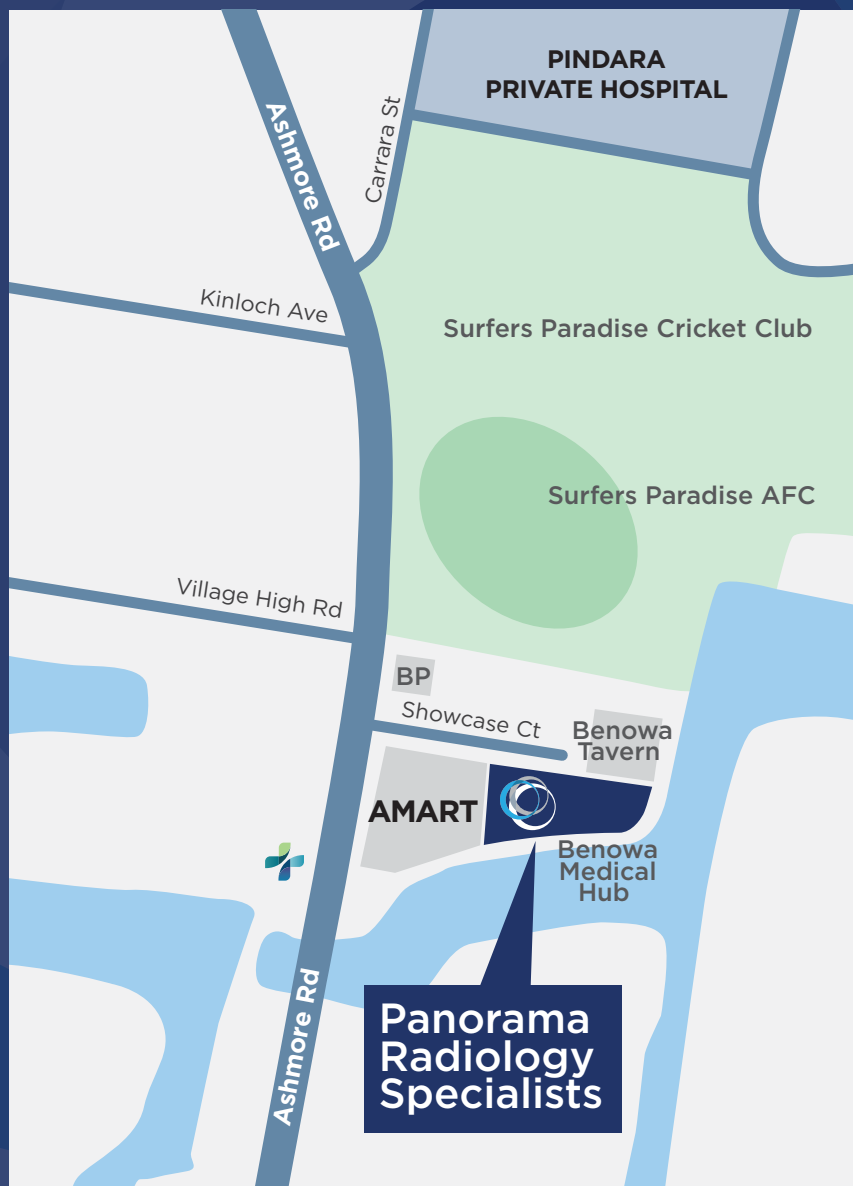 PINDARA
PRIVATE HOSPITAL
Carrara St
Ashmore Rd
Kinloch Ave
Surfers Paradise Cricket Club
Surfers Paradise AFC
Village High Rd
BP
Showcase Ct
Benowa
Tavern
AMART
Benowa
Medical
Hub
Ashmore Rd
Panorama
Radiology
Specialists